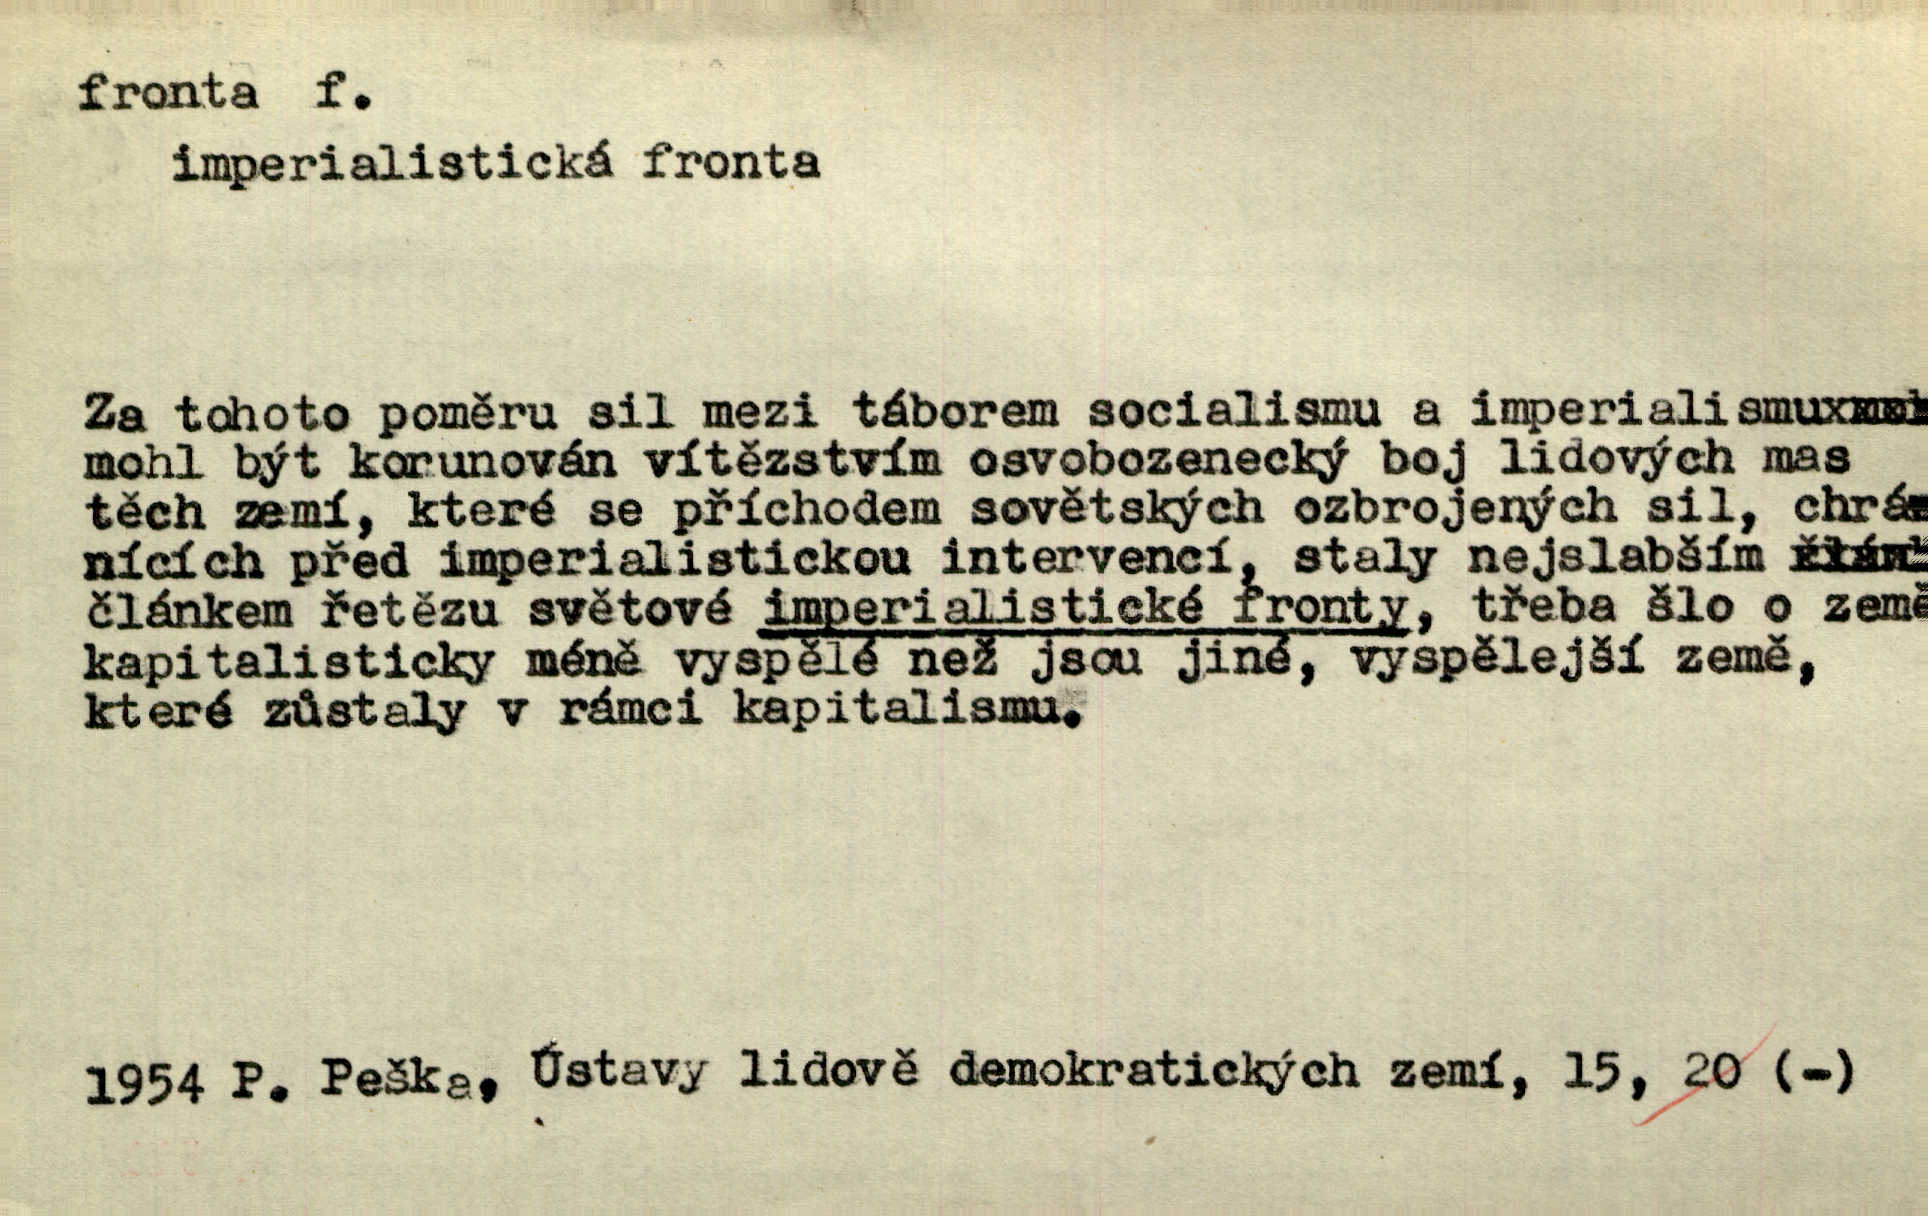 fronta f.
imperialistická fronta
Za tohoto poměru sil mezi táborem socialismu a imperialismu
mohl být korunován vítězstvím osvobozenecký boj lidových mas
těch zemí, které se příchodem sovětských ozbrojených sil, chrá-
nících před imperialistickou intervencí, staly nejslabším
článkem řetězu světové imperialistické fronty, třeba šlo o země
kapitalisticky méně vyspělé než jsou jiné, vyspělejší země,
které zůstaly v rámci kapitalismu.
1954 P. Peška, Ústavy lidově demokratických zemí, 15, 20 (-)